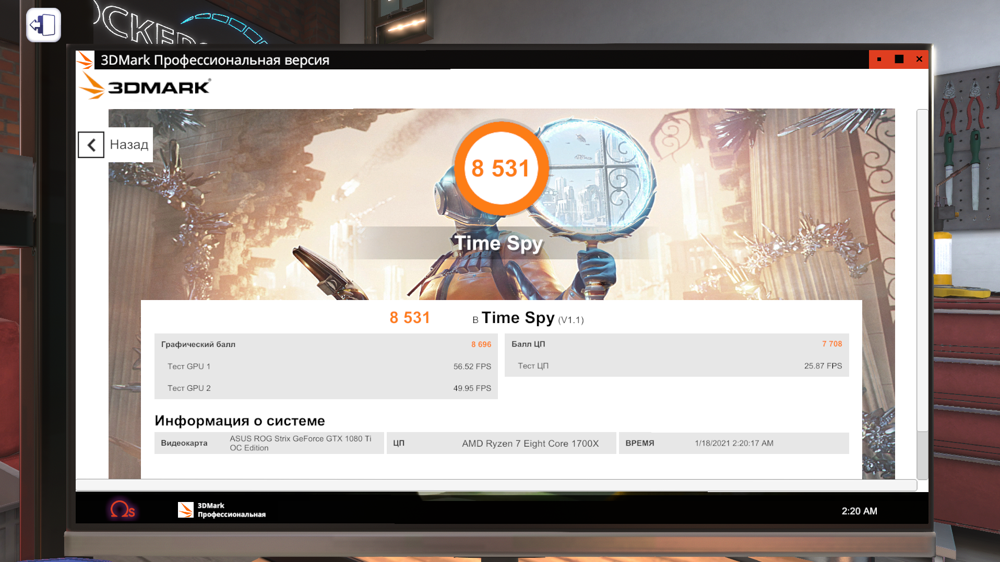 3DMark Профессиональная версия
3DMARK
Назад
8 531
Time Spy
8 531 в Time Spy (V1.1)
Графический балл 8 696
Тест GPU 1 56.52 FPS
Тест GPU 2 49.95 FPS
Балл ЦП 7 708
Тест ЦП 25.87 FPS
Информация о системе
Видеокарта ASUS ROG Strix GeForce GTX 1080 Ti
OC Edition
ЦП AMD Ryzen 7 Eight Core 1700X
ВРЕМЯ 1/18/2021 2:20:17 AM
Ωs
3DMark
Профессиональная
2:20 AM